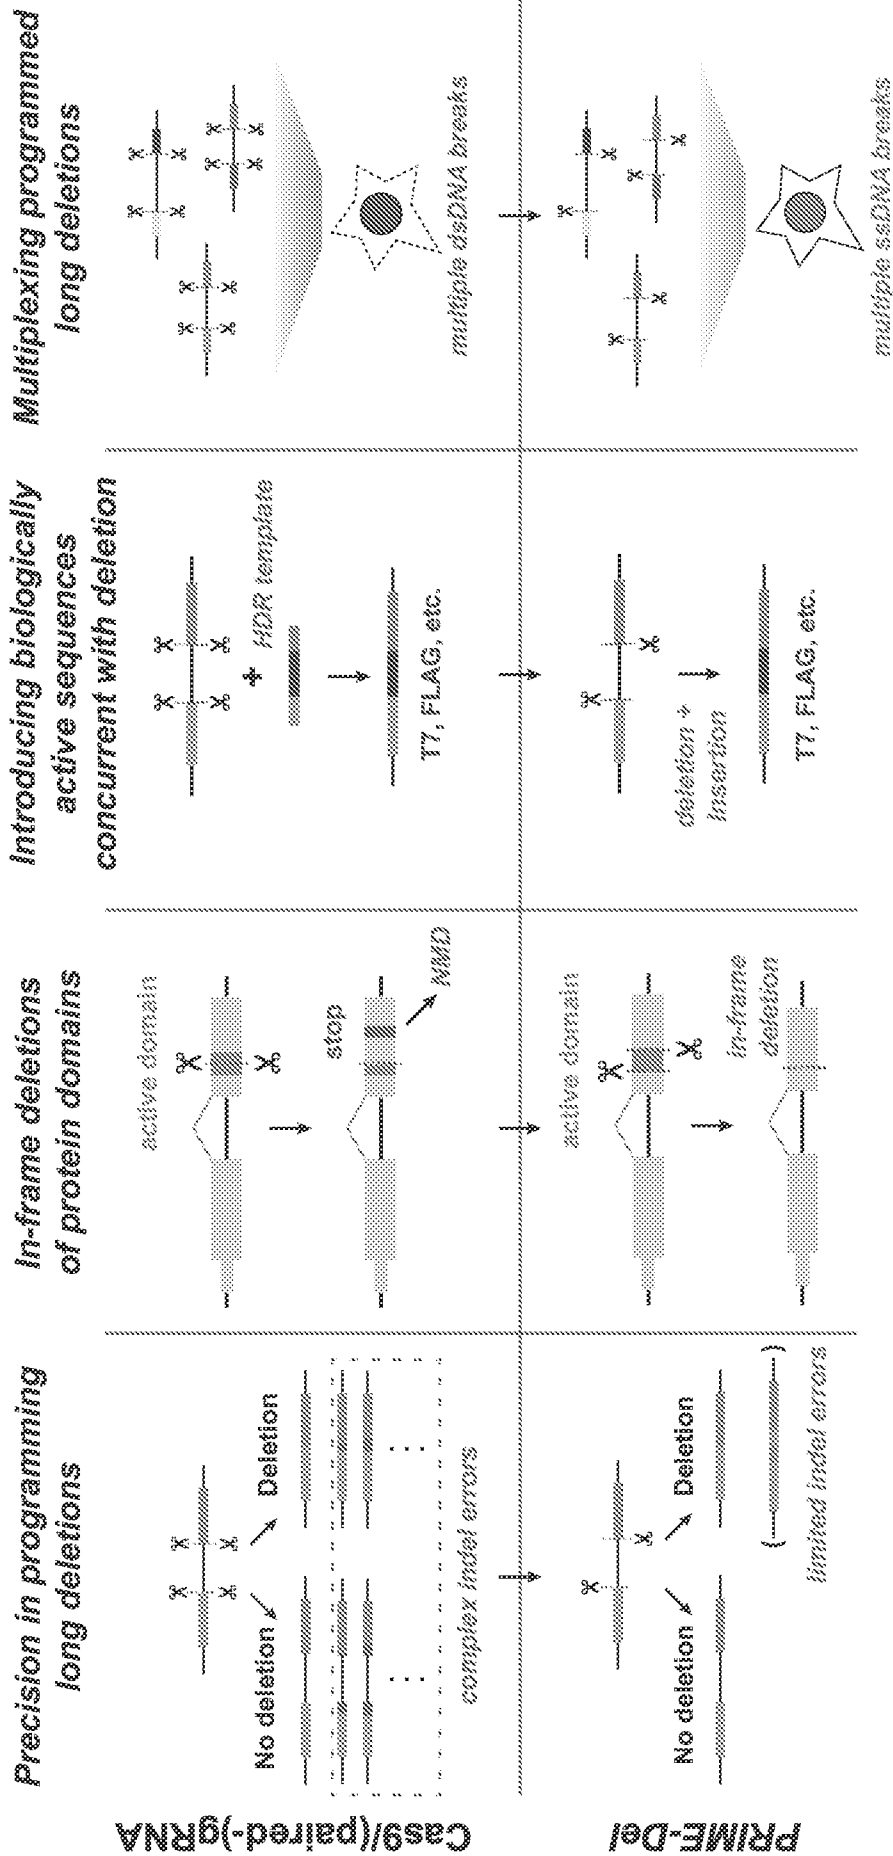 Precision in programming
long deletions
In-frame deletions
of protein domains
Introducing biologically
active sequences
concurrent with deletion
Multiplexing programmed
long deletions
Cas9/(paired-)gRNA
No deletion
Deletion
. . .
. . .
complex indel errors
active domain
stop
NMD
+
HDR template
T7, FLAG, etc.
multiple dsDNA breaks
PRIME-Del
No deletion
Deletion
( )
limited indel errors
active domain
in-frame
deletion
deletion +
insertion
T7, FLAG, etc.
multiple ssDNA breaks